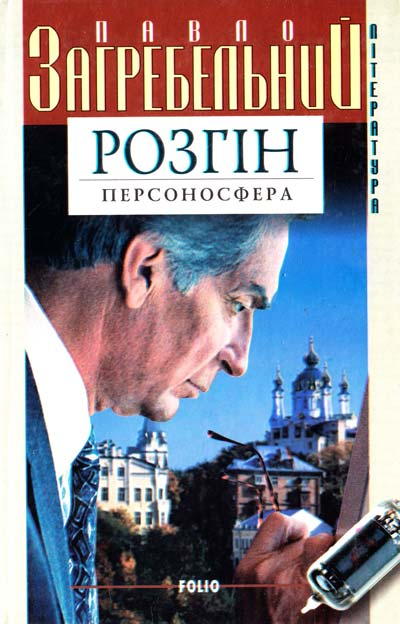 ПАВЛО
ЗАГРЕБЕЛЬНИЙ
ЛІТЕРАТУРА
РОЗГІН
ПЕРСОНОСФЕРА
FOLIO